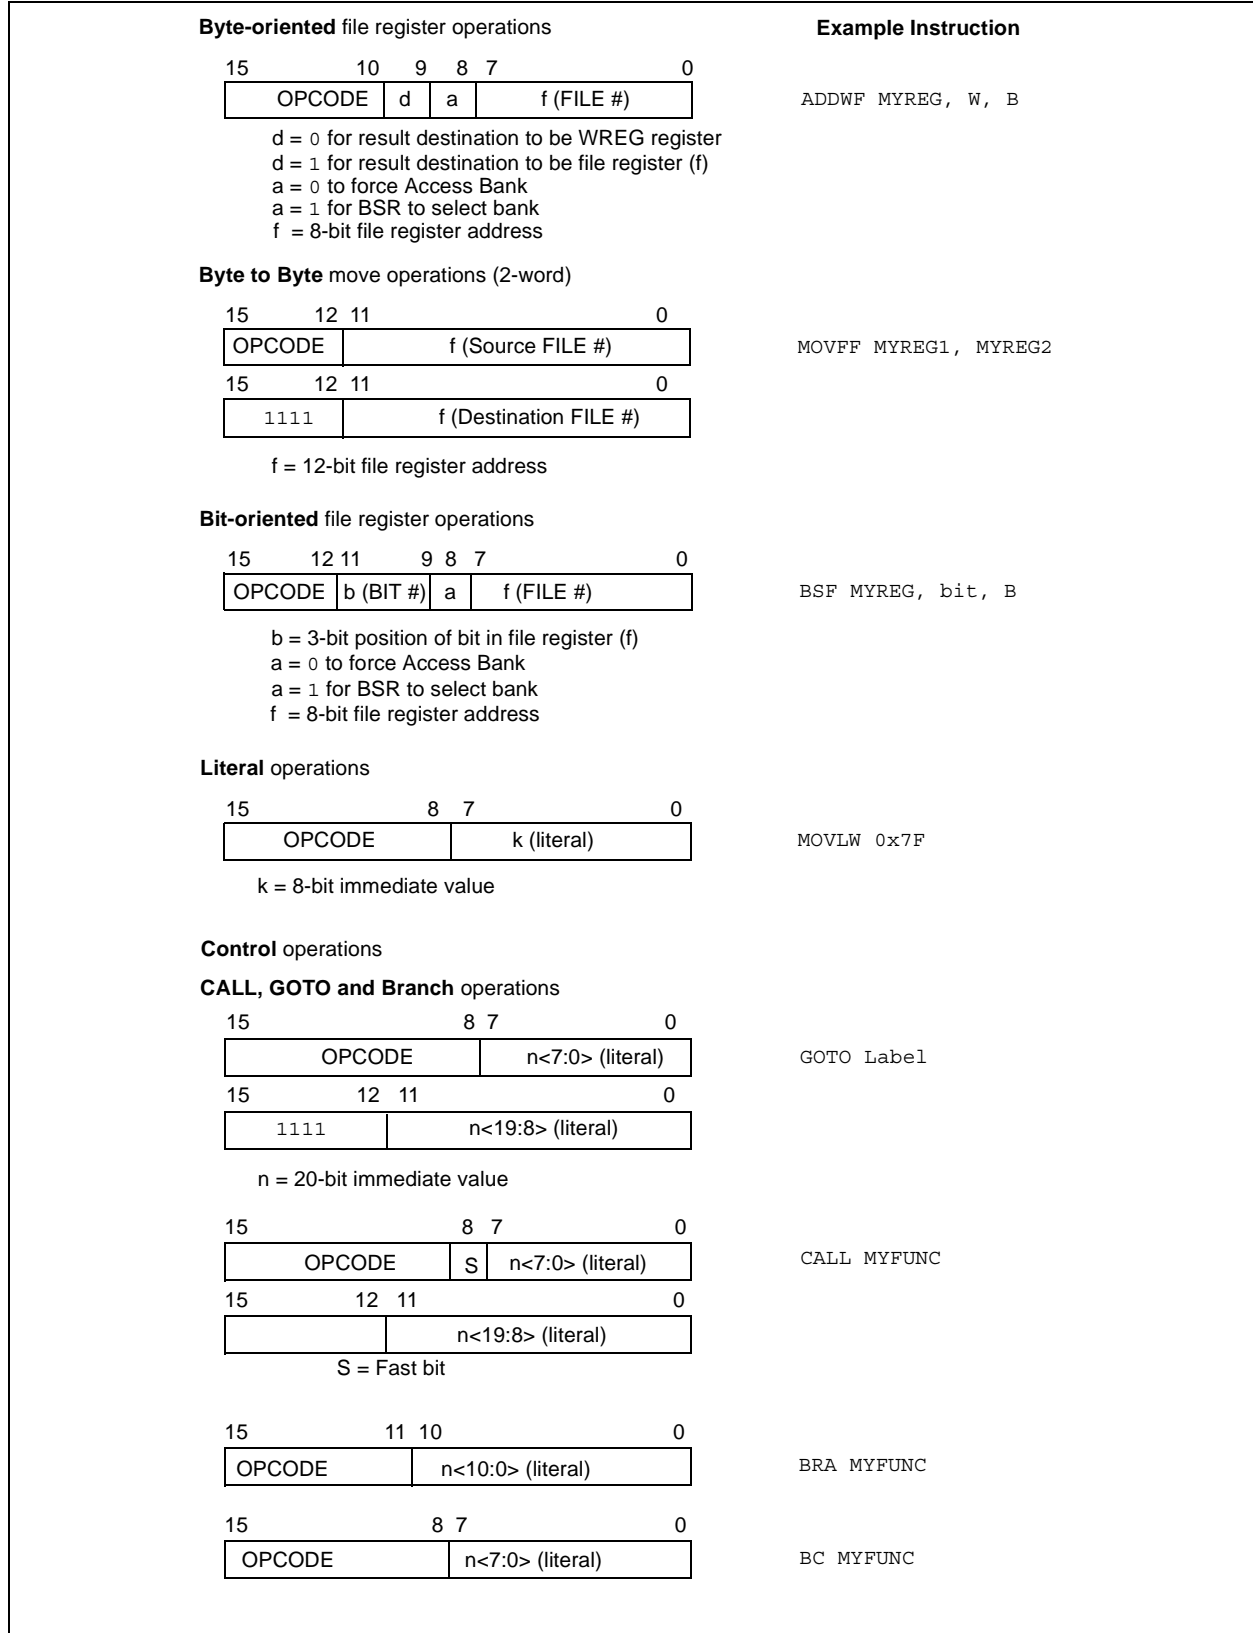 Byte-oriented file register operations Example Instruction
15 10 9 8 7 0
OPCODE d a f (FILE #) ADDWF MYREG, W, B
d = 0 for result destination to be WREG register
d = 1 for result destination to be file register (f)
a = 0 to force Access Bank
a = 1 for BSR to select bank
f = 8-bit file register address
Byte to Byte move operations (2-word)
15 12 11 0
OPCODE f (Source FILE #) MOVFF MYREG1, MYREG2
15 12 11 0
1111 f (Destination FILE #)
f = 12-bit file register address
Bit-oriented file register operations
15 12 11 9 8 7 0
OPCODE b (BIT #) a f (FILE #) BSF MYREG, bit, B
b = 3-bit position of bit in file register (f)
a = 0 to force Access Bank
a = 1 for BSR to select bank
f = 8-bit file register address
Literal operations
15 8 7 0
OPCODE k (literal) MOVLW 0x7F
k = 8-bit immediate value
Control operations
CALL, GOTO and Branch operations
15 8 7 0
OPCODE n<7:0> (literal) GOTO Label
15 12 11 0
1111 n<19:8> (literal)
n = 20-bit immediate value
15 8 7 0
OPCODE S n<7:0> (literal) CALL MYFUNC
15 12 11 0
n<19:8> (literal)
S = Fast bit
15 11 10 0
OPCODE n<10:0> (literal) BRA MYFUNC
15 8 7 0
OPCODE n<7:0> (literal) BC MYFUNC